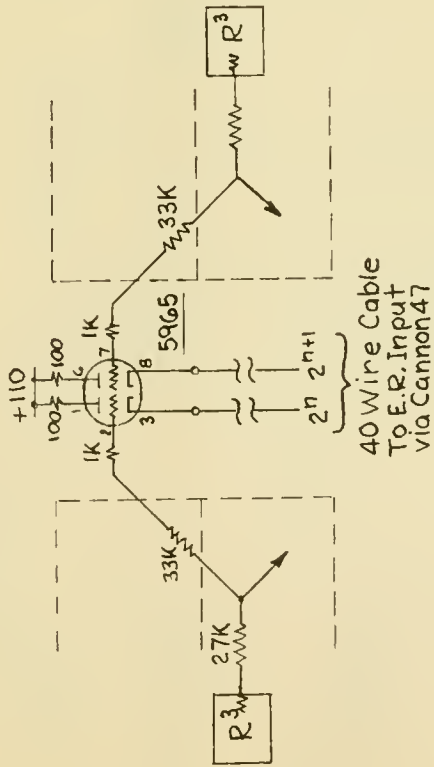 +110
100
100
1
6
1K
2
7
1K
3
8
5965
33K
33K
27K
R³
R³
2ⁿ
2ⁿ⁺¹
40 Wire Cable
To E.R. Input
via Cannon 47